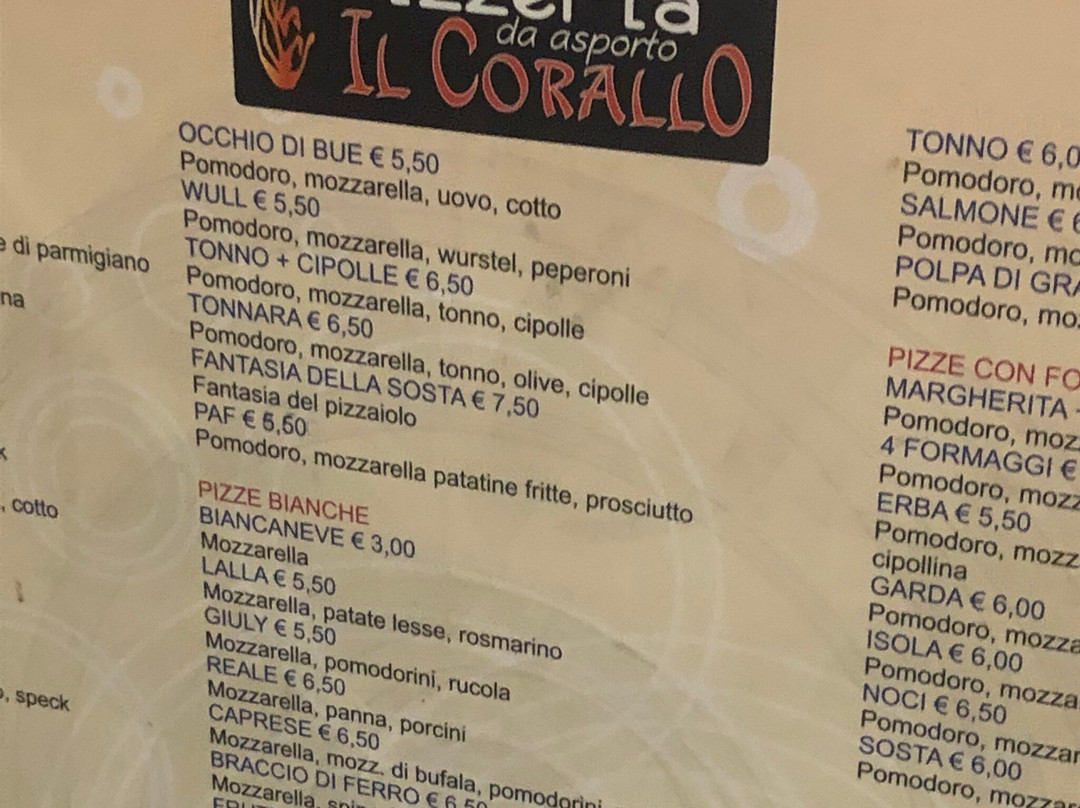 da asporto
IL CORALLO
OCCHIO DI BUE € 5,50
Pomodoro, mozzarella, uovo, cotto
WULL € 5,50
Pomodoro, mozzarella, wurstel, peperoni
TONNO + CIPOLLE € 6,50
Pomodoro, mozzarella, tonno, cipolle
TONNARA € 6,50
Pomodoro, mozzarella, tonno, olive, cipolle
FANTASIA DELLA SOSTA € 7,50
Fantasia del pizzaiolo
PAF € 5,50
Pomodoro, mozzarella patatine fritte, prosciutto
PIZZE BIANCHE
BIANCANEVE € 3,00
Mozzarella
LALLA € 5,50
Mozzarella, patate lesse, rosmarino
GIULY € 5,50
Mozzarella, pomodorini, rucola
REALE € 6,50
Mozzarella, panna, porcini
CAPRESE € 6,50
Mozzarella, mozz. di bufala, pomodorini
BRACCIO DI FERRO € 6,50
Mozzarella,
di parmigiano
, cotto
, speck
TONNO € 6,0
Pomodoro,
SALMONE €
Pomodoro,
POLPA DI
Pomodoro,
PIZZE CON
MARGHERITA
Pomodoro,
4 FORMAGGI €
Pomodoro,
ERBA € 5,50
Pomodoro,
cipollina
GARDA € 6,00
Pomodoro,
ISOLA € 6,00
Pomodoro,
NOCI € 6,50
Pomodoro,
SOSTA € 6,00
Pomodoro,